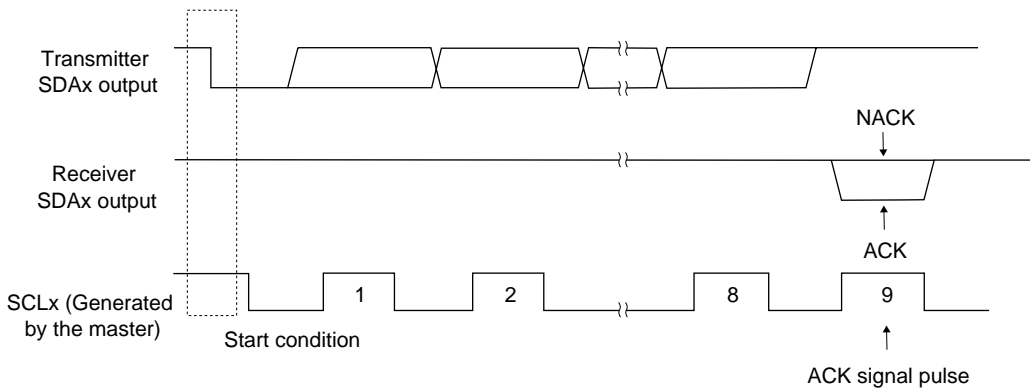 Transmitter
SDAx output
NACK
Receiver
SDAx output
ACK
SCLx (Generated
by the master)
1
2
8
9
Start condition
ACK signal pulse